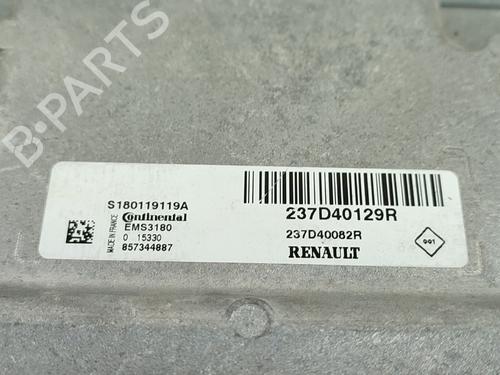 B-PARTS
S180119119A
Continental
EMS3180
0 15330
857344887
MADE IN FRANCE
237D40129R
237D40082R
RENAULT
001